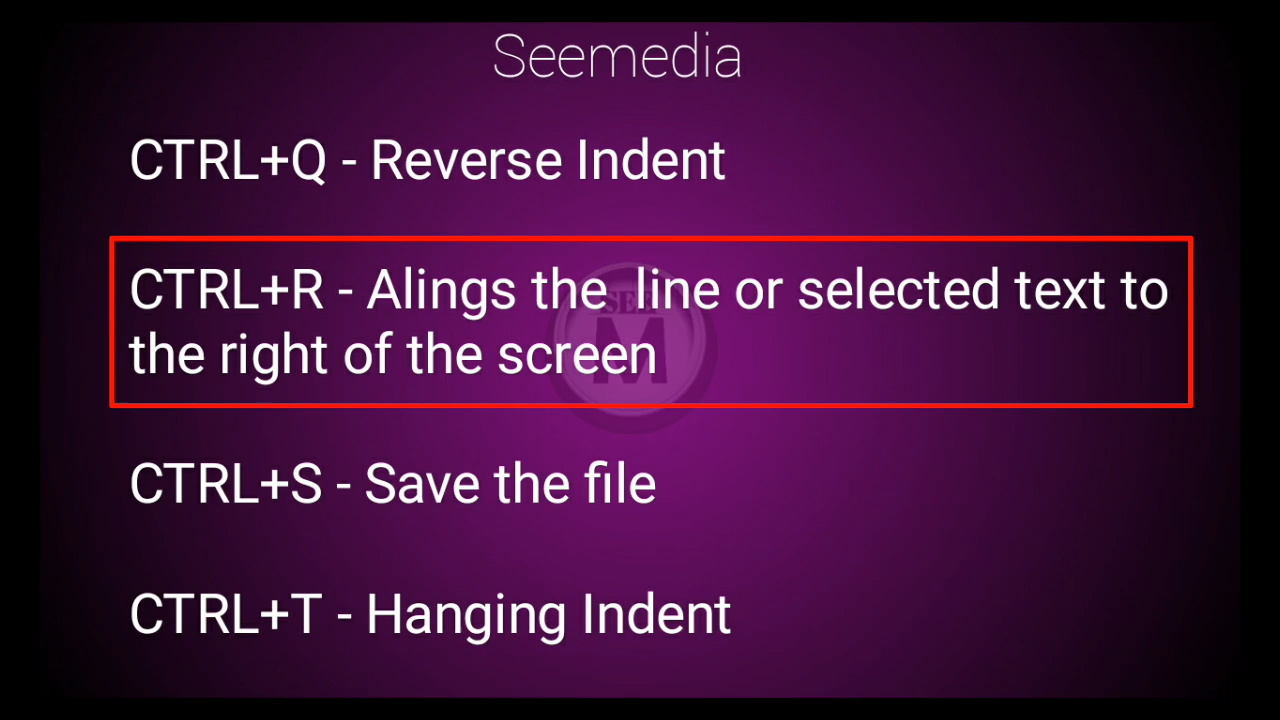 Seemedia
CTRL+Q - Reverse Indent
CTRL+R - Alings the line or selected text to
the right of the screen
SEE
M
CTRL+S - Save the file
CTRL+T - Hanging Indent